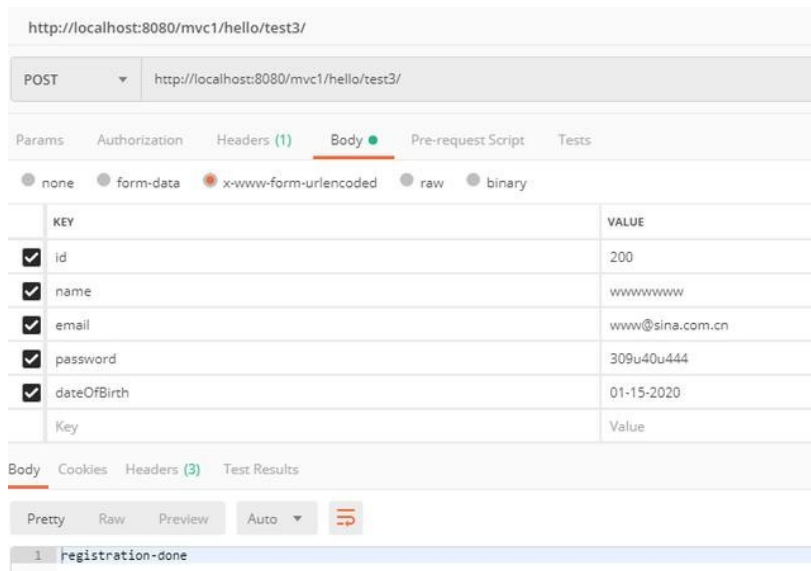 http://localhost:8080/mvc1/hello/test3/
POST http://localhost:8080/mvc1/hello/test3/
Params Authorization Headers (1) Body Pre-request Script Tests
none form-data x-www-form-urlencoded raw binary
KEY VALUE
id 200
name wwwwwww
email www@sina.com.cn
password 309u40u444
dateOfBirth 01-15-2020
Key Value
Body Cookies Headers (3) Test Results
Pretty Raw Preview Auto
1 registration-done